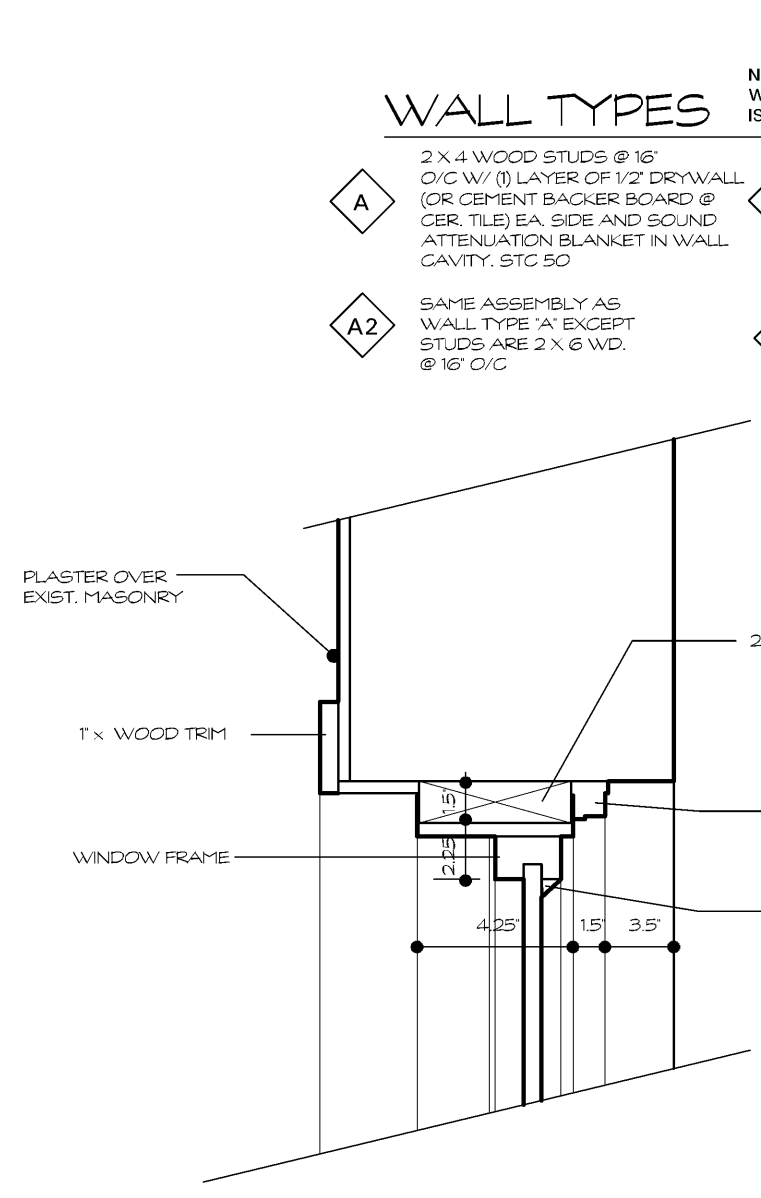 WALL TYPES
A
2 X 4 WOOD STUDS @ 16"
O/C W/ (1) LAYER OF 1/2" DRYWALL
(OR CEMENT BACKER BOARD @
CER. TILE) EA. SIDE AND SOUND
ATTENUATION BLANKET IN WALL
CAVITY. STC 50
A2
SAME ASSEMBLY AS
WALL TYPE "A" EXCEPT
STUDS ARE 2 X 6 WD.
@ 16" O/C
PLASTER OVER
EXIST. MASONRY
1" x WOOD TRIM
1.5"
WINDOW FRAME
2.25"
4.25" 1.5" 3.5"